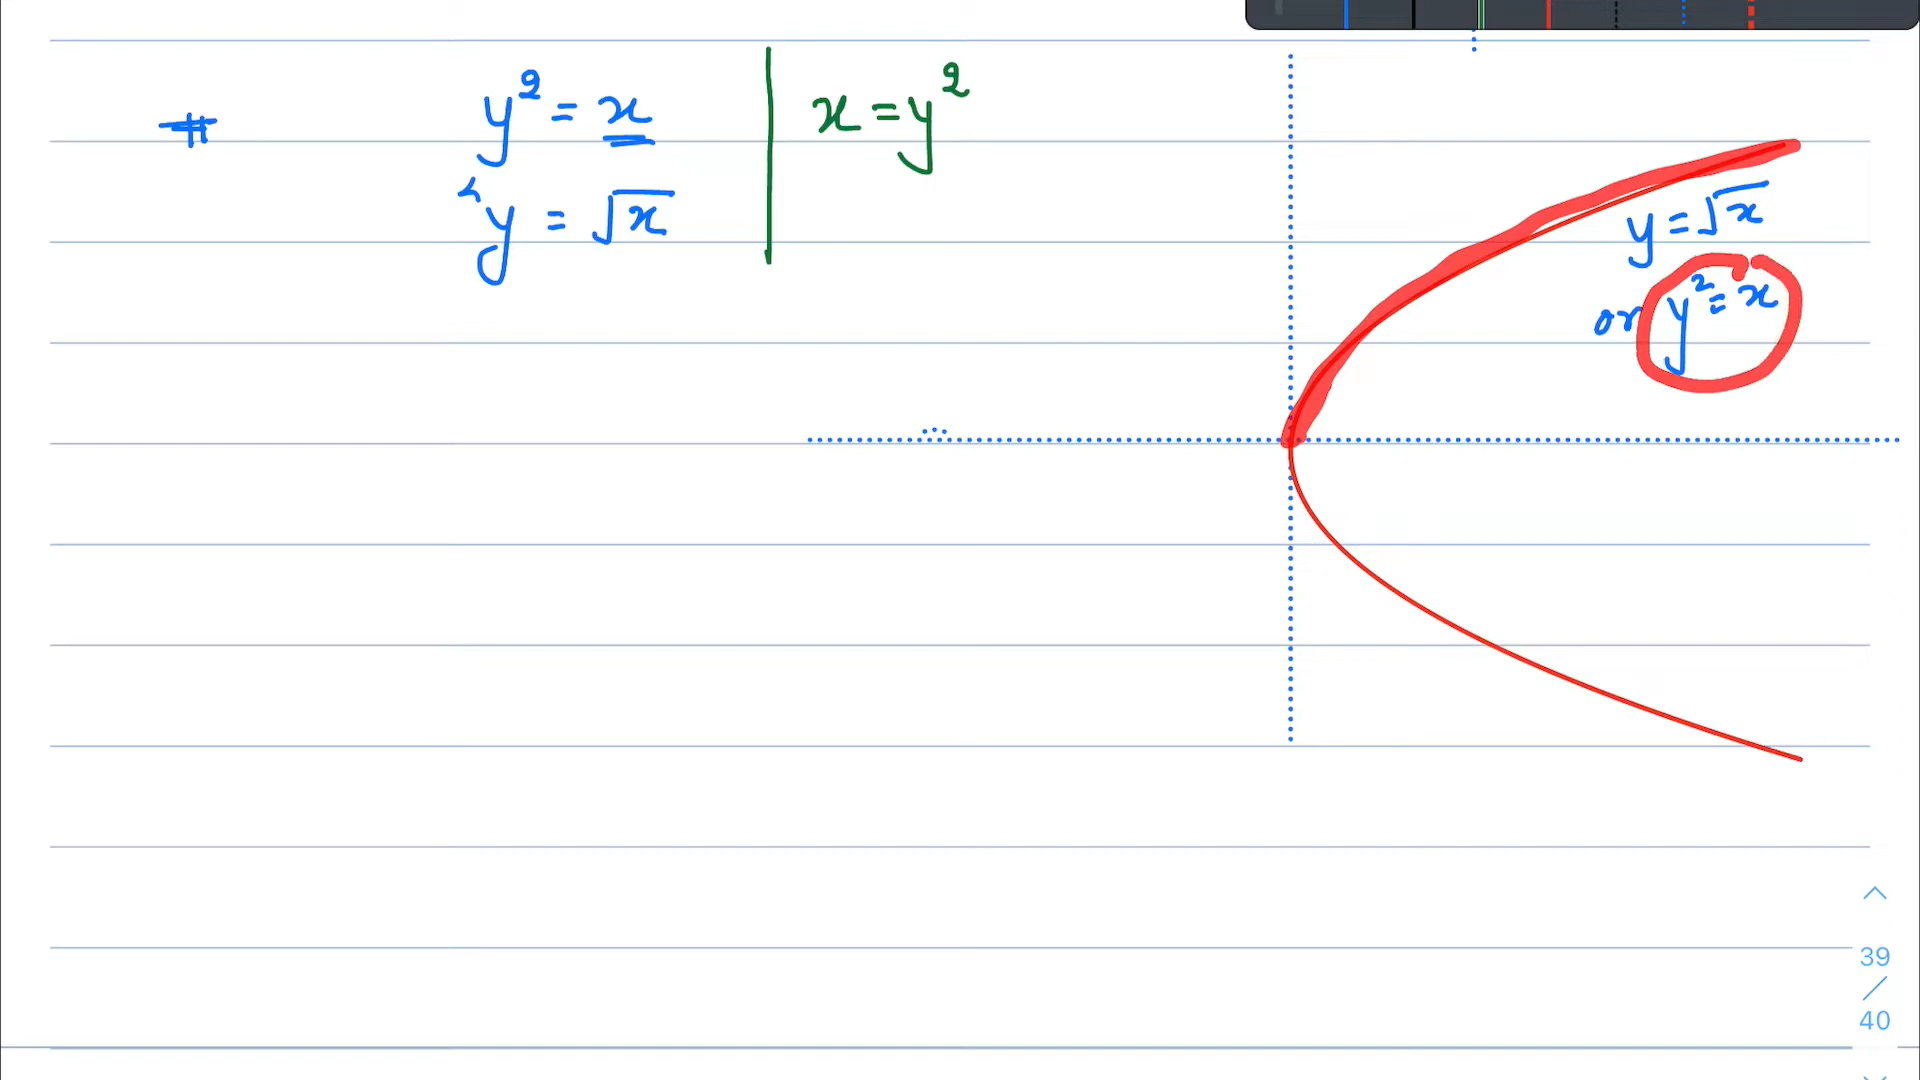 # y² = x | x = y²
y = √x
y = √x
or y² = x
39
/
40